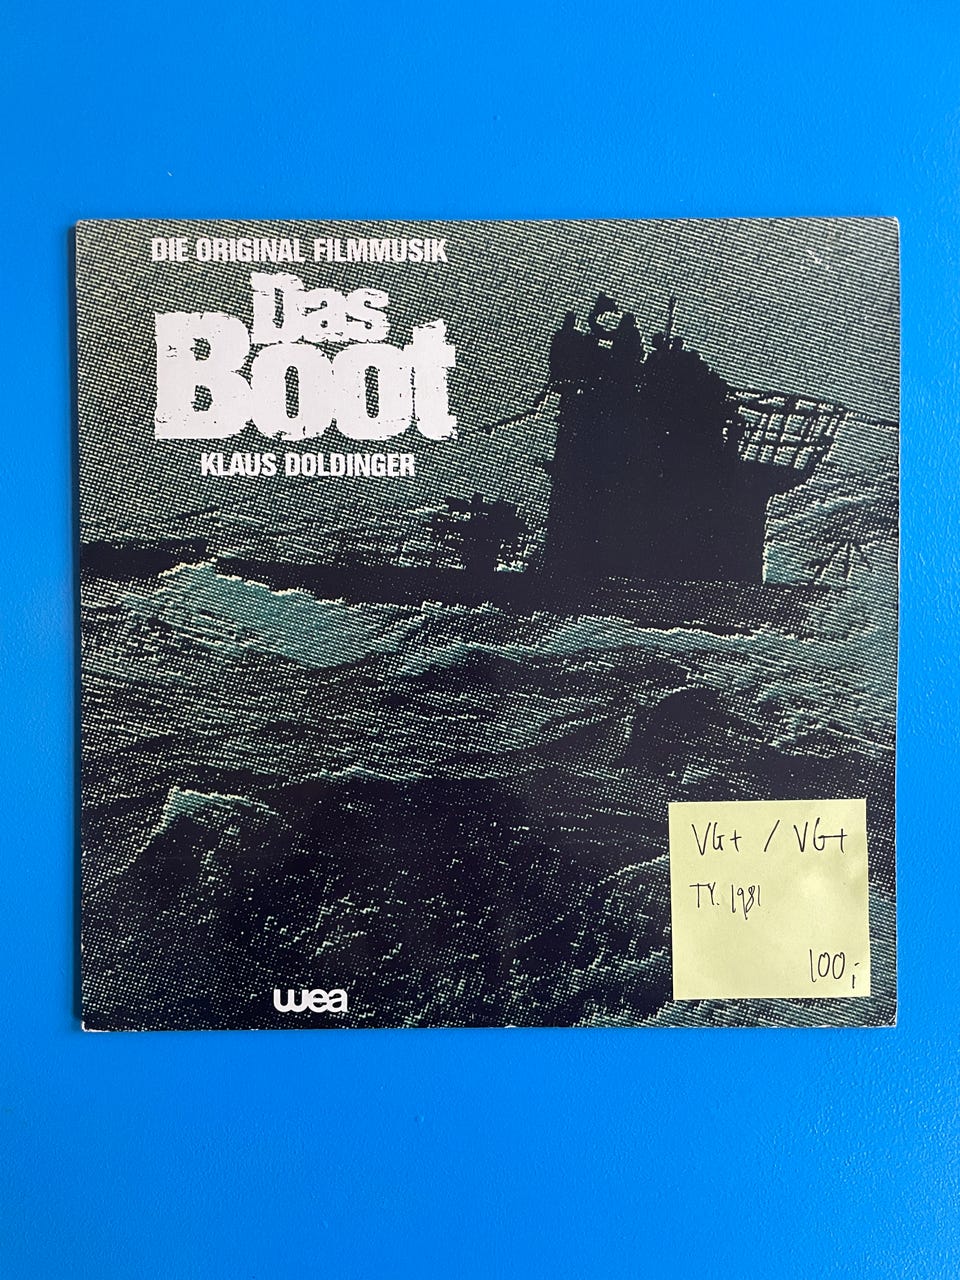 DIE ORIGINAL FILMMUSIK
Das
Boot
KLAUS DOLDINGER
VG+ / VG+
TY. 1981
100,-
wea